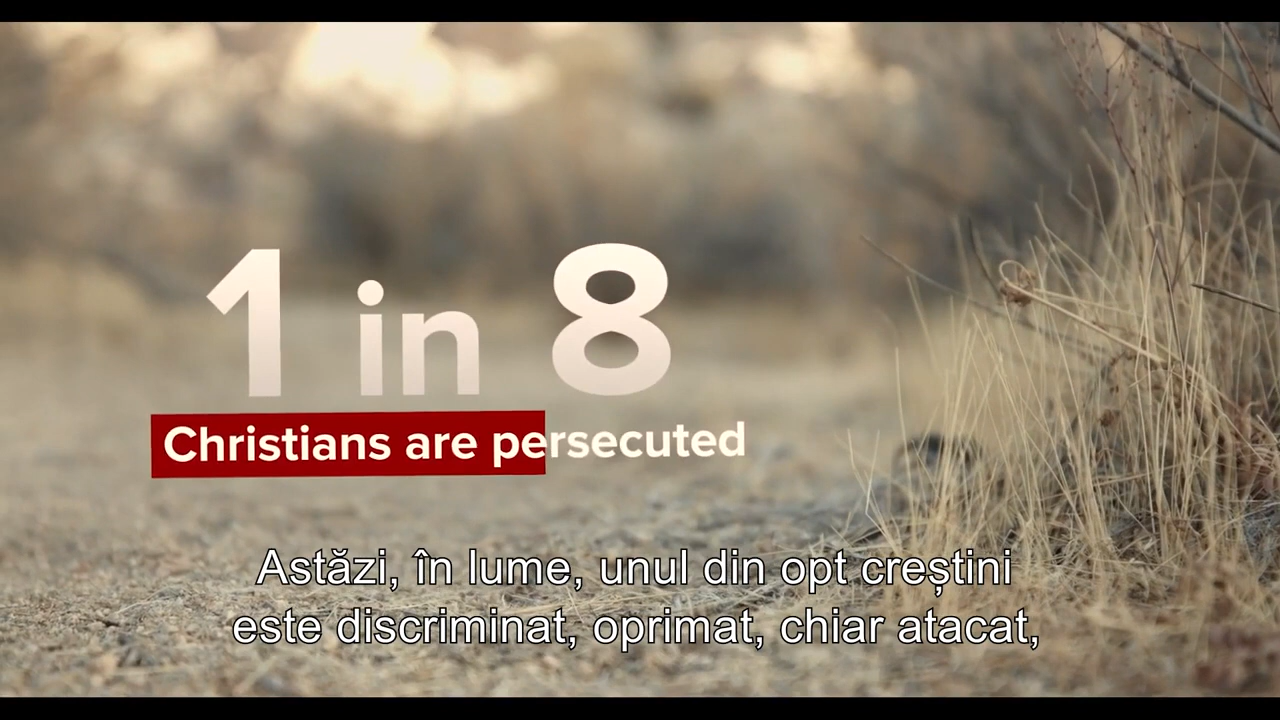 1 in 8
Christians are persecuted
Astăzi, în lume, unul din opt creștini
este discriminat, oprimat, chiar atacat,